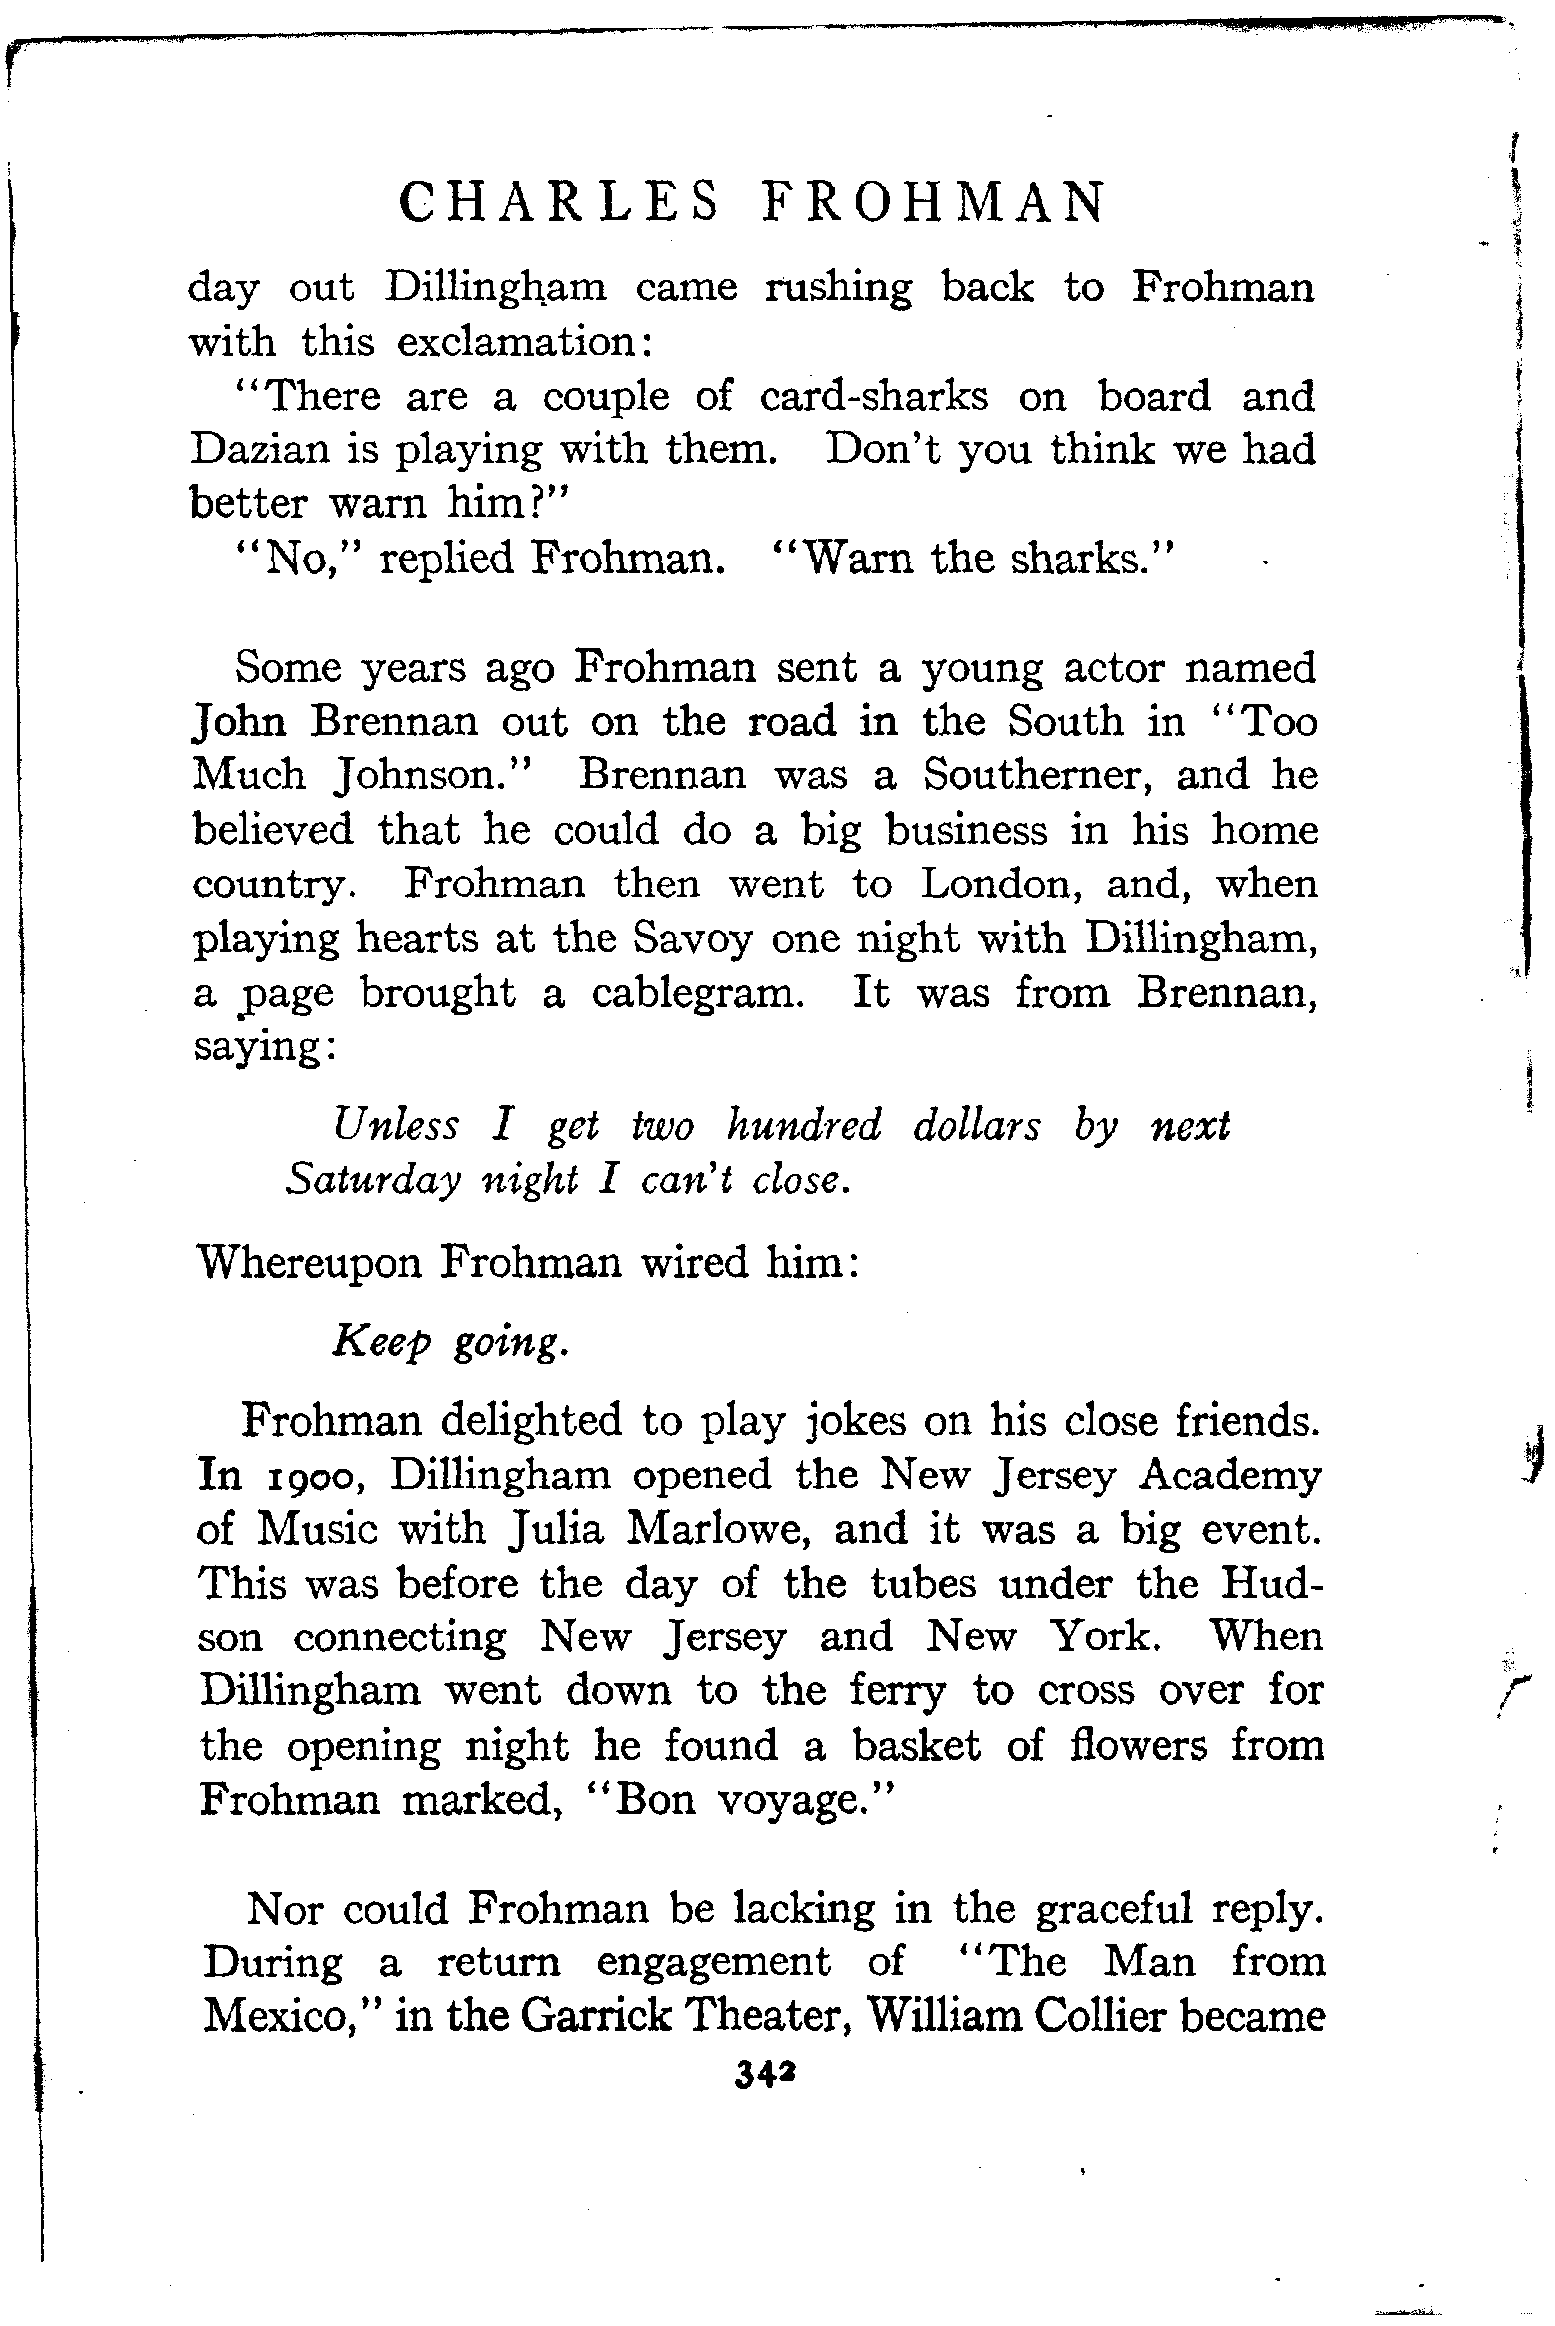 CHARLES FROHMAN
day out Dillingham came rushing back to Frohman
with this exclamation:
"There are a couple of card-sharks on board and
Dazian is playing with them. Don't you think we had
better warn him?"
"No," replied Frohman. "Warn the sharks."
Some years ago Frohman sent a young actor named
John Brennan out on the road in the South in "Too
Much Johnson." Brennan was a Southerner, and he
believed that he could do a big business in his home
country. Frohman then went to London, and, when
playing hearts at the Savoy one night with Dillingham,
a page brought a cablegram. It was from Brennan,
saying:
Unless I get two hundred dollars by next
Saturday night I can't close.
Whereupon Frohman wired him:
Keep going.
Frohman delighted to play jokes on his close friends.
In 1900, Dillingham opened the New Jersey Academy
of Music with Julia Marlowe, and it was a big event.
This was before the day of the tubes under the Hud-
son connecting New Jersey and New York. When
Dillingham went down to the ferry to cross over for
the opening night he found a basket of flowers from
Frohman marked, "Bon voyage."
Nor could Frohman be lacking in the graceful reply.
During a return engagement of "The Man from
Mexico," in the Garrick Theater, William Collier became
342